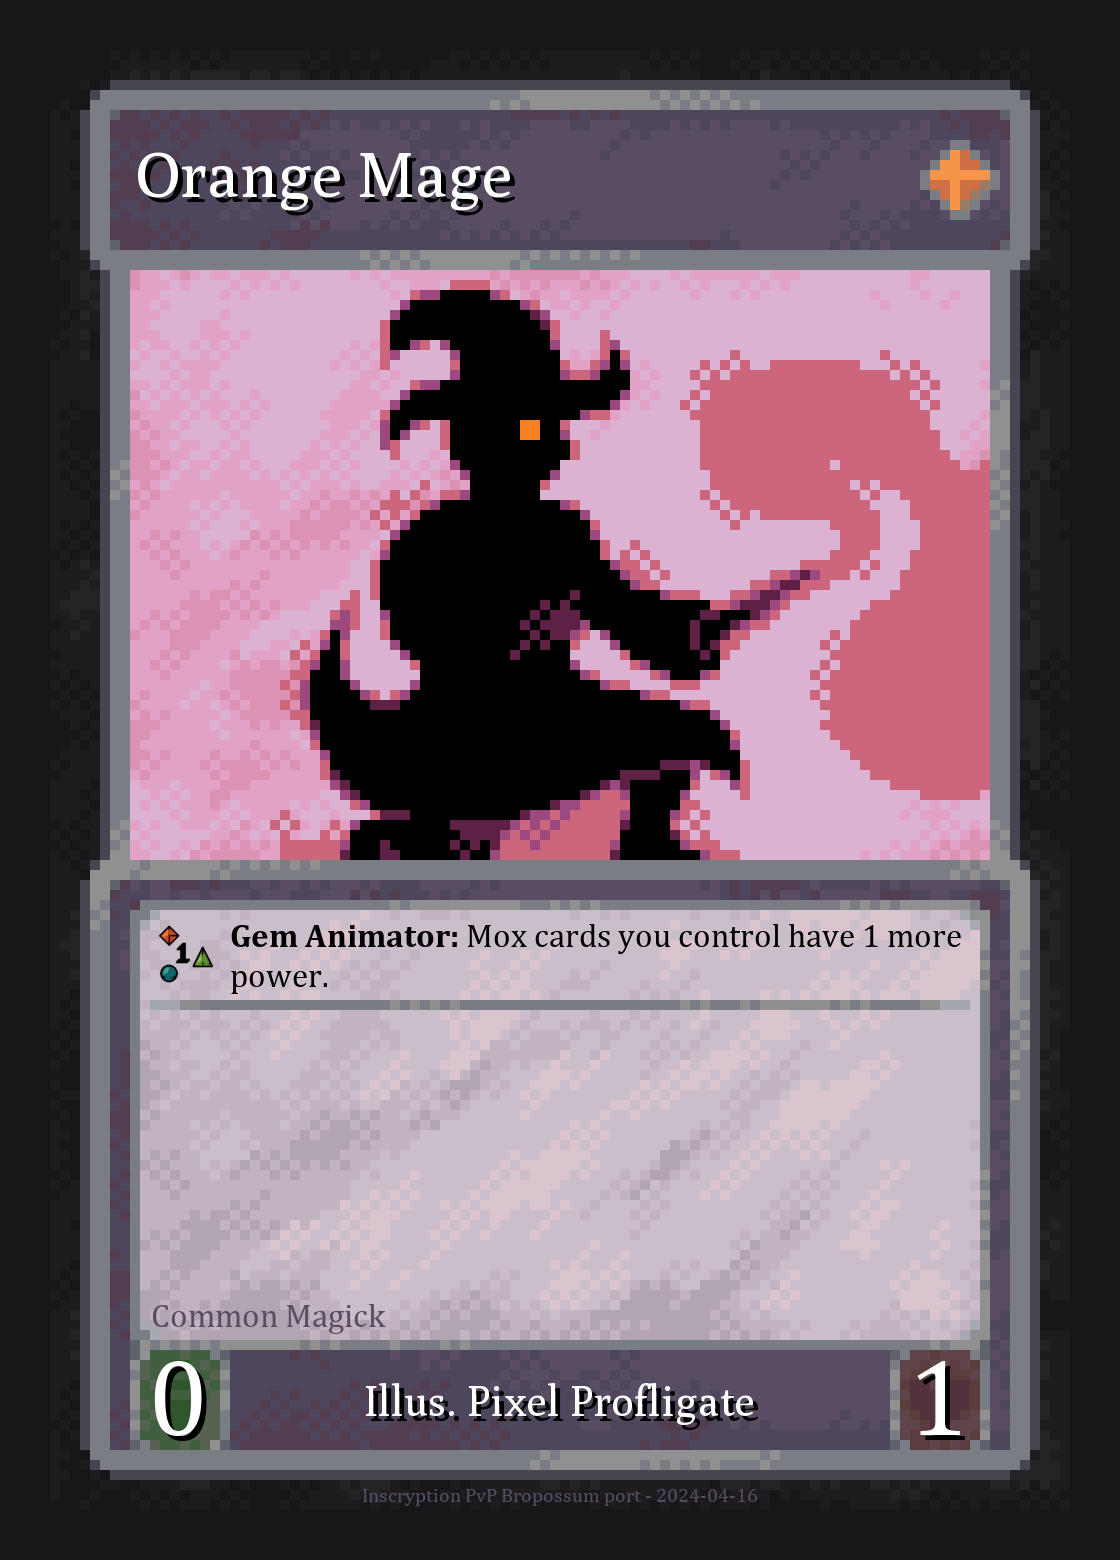 Orange Mage
1
Gem Animator: Mox cards you control have 1 more
power.
Common Magick
0
Illus. Pixel Profligate
1
Inscryption PvP Bropossum port - 2024-04-16